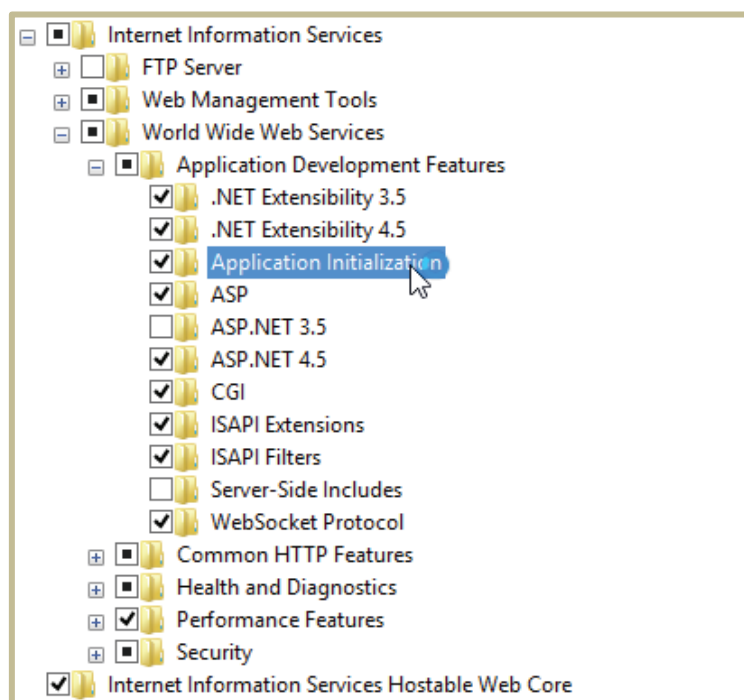 Internet Information Services
FTP Server
Web Management Tools
World Wide Web Services
Application Development Features
.NET Extensibility 3.5
.NET Extensibility 4.5
Application Initialization
ASP
ASP.NET 3.5
ASP.NET 4.5
CGI
ISAPI Extensions
ISAPI Filters
Server-Side Includes
WebSocket Protocol
Common HTTP Features
Health and Diagnostics
Performance Features
Security
Internet Information Services Hostable Web Core